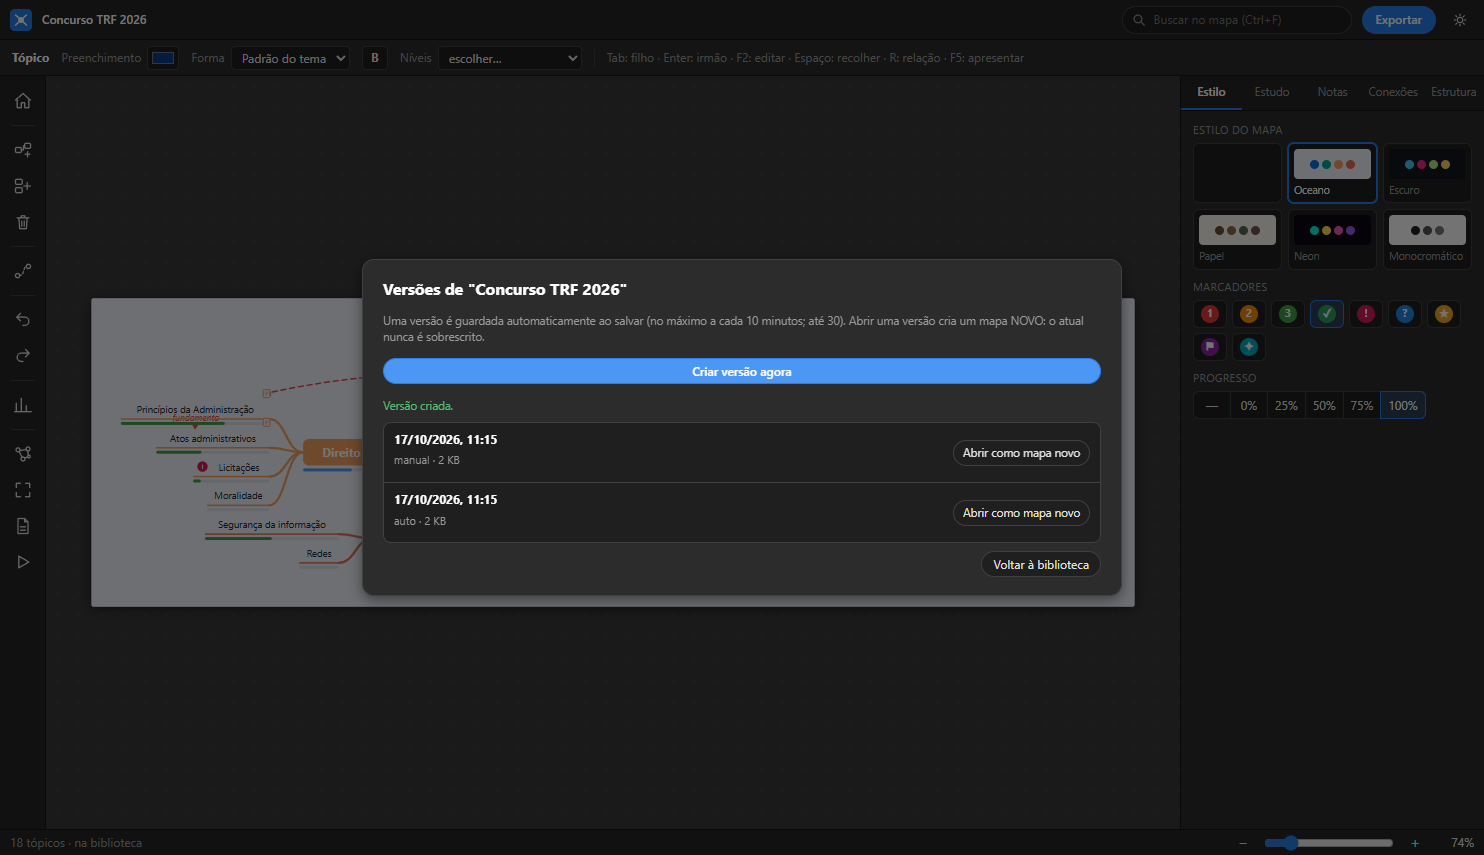 Concurso TRF 2026
Buscar no mapa (Ctrl+F)
Exportar
Tópico
Preenchimento
Forma
Padrão do tema
B
Níveis
escolher...
Tab: filho · Enter: irmão · F2: editar · Espaço: recolher · R: relação · F5: apresentar
Estilo
Estudo
Notas
Conexões
Estrutura
ESTILO DO MAPA
Oceano
Escuro
Papel
Neon
Monocromático
MARCADORES
1
2
3
✓
!
?
★
PROGRESSO
—
0%
25%
50%
75%
100%
Princípios da Administração
fundamenta
Atos administrativos
Licitações
Moralidade
Direito
Segurança da informação
Redes
Versões de "Concurso TRF 2026"
Uma versão é guardada automaticamente ao salvar (no máximo a cada 10 minutos; até 30). Abrir uma versão cria um mapa NOVO: o atual
nunca é sobrescrito.
Criar versão agora
Versão criada.
17/10/2026, 11:15
manual · 2 KB
Abrir como mapa novo
17/10/2026, 11:15
auto · 2 KB
Abrir como mapa novo
Voltar à biblioteca
18 tópicos · na biblioteca
−
+
74%